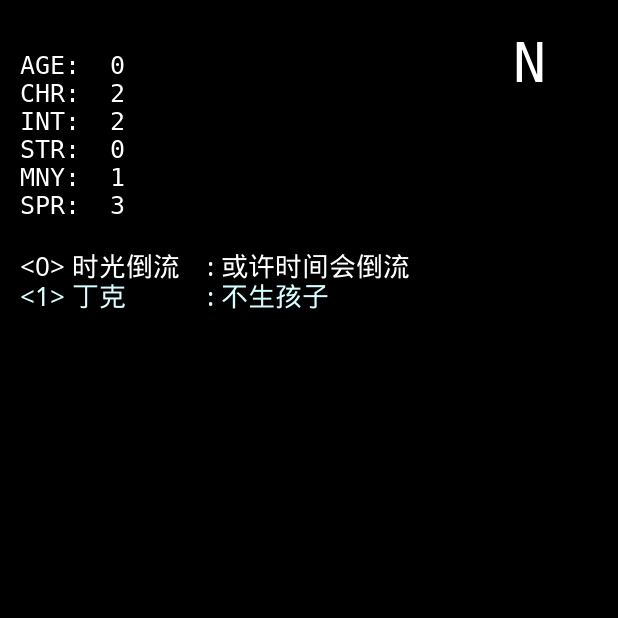 N
AGE: 0
CHR: 2
INT: 2
STR: 0
MNY: 1
SPR: 3
<0> 时光倒流 : 或许时间会倒流
<1> 丁克 : 不生孩子